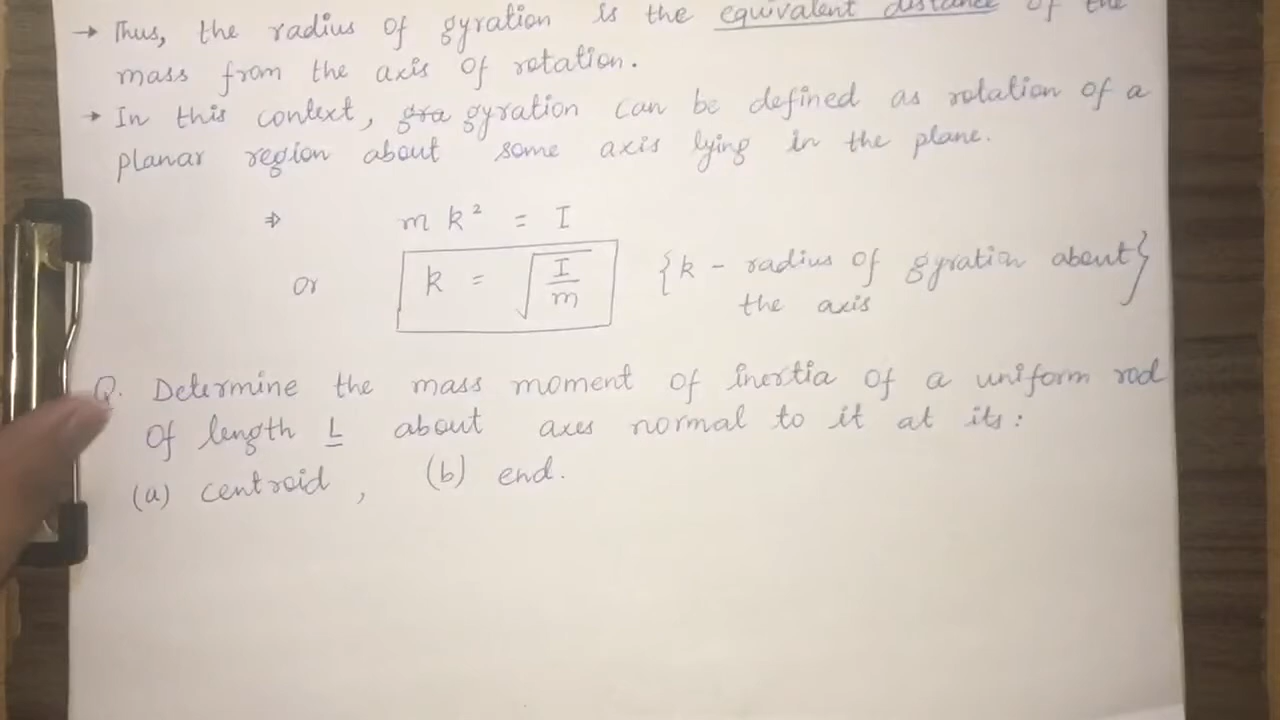 → Thus, the radius of gyration is the equivalent distance of the
mass from the axis of rotation.
→ In this context, gra gyration can be defined as rotation of a
planar region about some axis lying in the plane.
⇒ m k² = I
or k = √(I/m) {k - radius of gyration about
the axis}
Q. Determine the mass moment of inertia of a uniform rod
of length L about axes normal to it at its:
(a) centroid, (b) end.